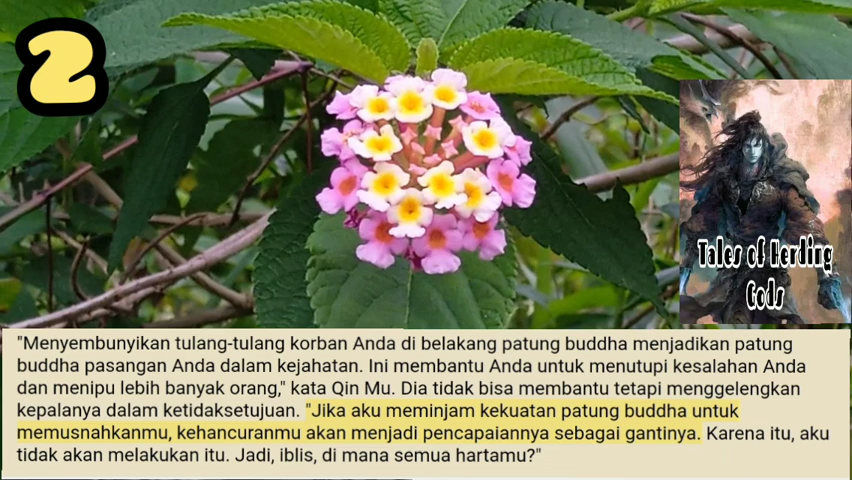 2
Tales of Herding
Gods
"Menyembunyikan tulang-tulang korban Anda di belakang patung buddha menjadikan patung
buddha pasangan Anda dalam kejahatan. Ini membantu Anda untuk menutupi kesalahan Anda
dan menipu lebih banyak orang," kata Qin Mu. Dia tidak bisa membantu tetapi menggelengkan
kepalanya dalam ketidaksetujuan. "Jika aku meminjam kekuatan patung buddha untuk
memusnahkanmu, kehancuranmu akan menjadi pencapaiannya sebagai gantinya. Karena itu, aku
tidak akan melakukan itu. Jadi, iblis, di mana semua hartamu?"